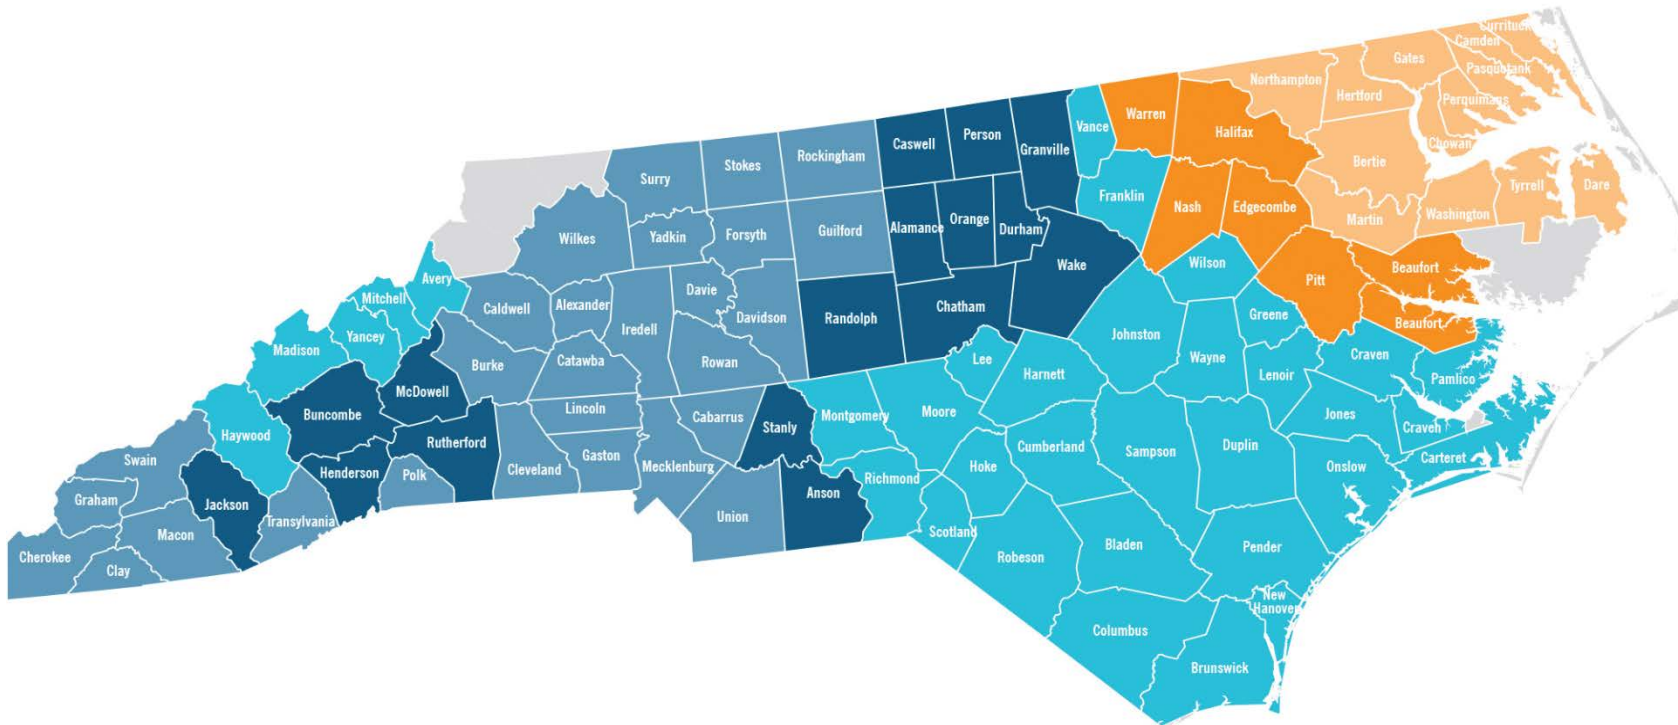 Currituck
Camden
Gates
Pasquotank
Northampton
Hertford
Perquimans
Warren
Vance
Halifax
Caswell
Person
Granville
Chowan
Rockingham
Stokes
Surry
Bertie
Tyrrell
Dare
Franklin
Nash
Edgecombe
Martin
Washington
Alamance
Orange
Durham
Guilford
Forsyth
Yadkin
Wilkes
Wake
Wilson
Beaufort
Pitt
Avery
Mitchell
Caldwell
Alexander
Davie
Davidson
Iredell
Randolph
Chatham
Johnston
Greene
Beaufort
Yancey
Madison
Burke
Catawba
Rowan
Lee
Harnett
Wayne
Lenoir
Craven
Pamlico
McDowell
Buncombe
Lincoln
Cabarrus
Stanly
Montgomery
Moore
Jones
Craven
Haywood
Rutherford
Cumberland
Sampson
Duplin
Swain
Henderson
Polk
Cleveland
Gaston
Mecklenburg
Hoke
Richmond
Onslow
Carteret
Graham
Jackson
Anson
Union
Transylvania
Macon
Scotland
Robeson
Bladen
Pender
Cherokee
Clay
New
Hanover
Columbus
Brunswick